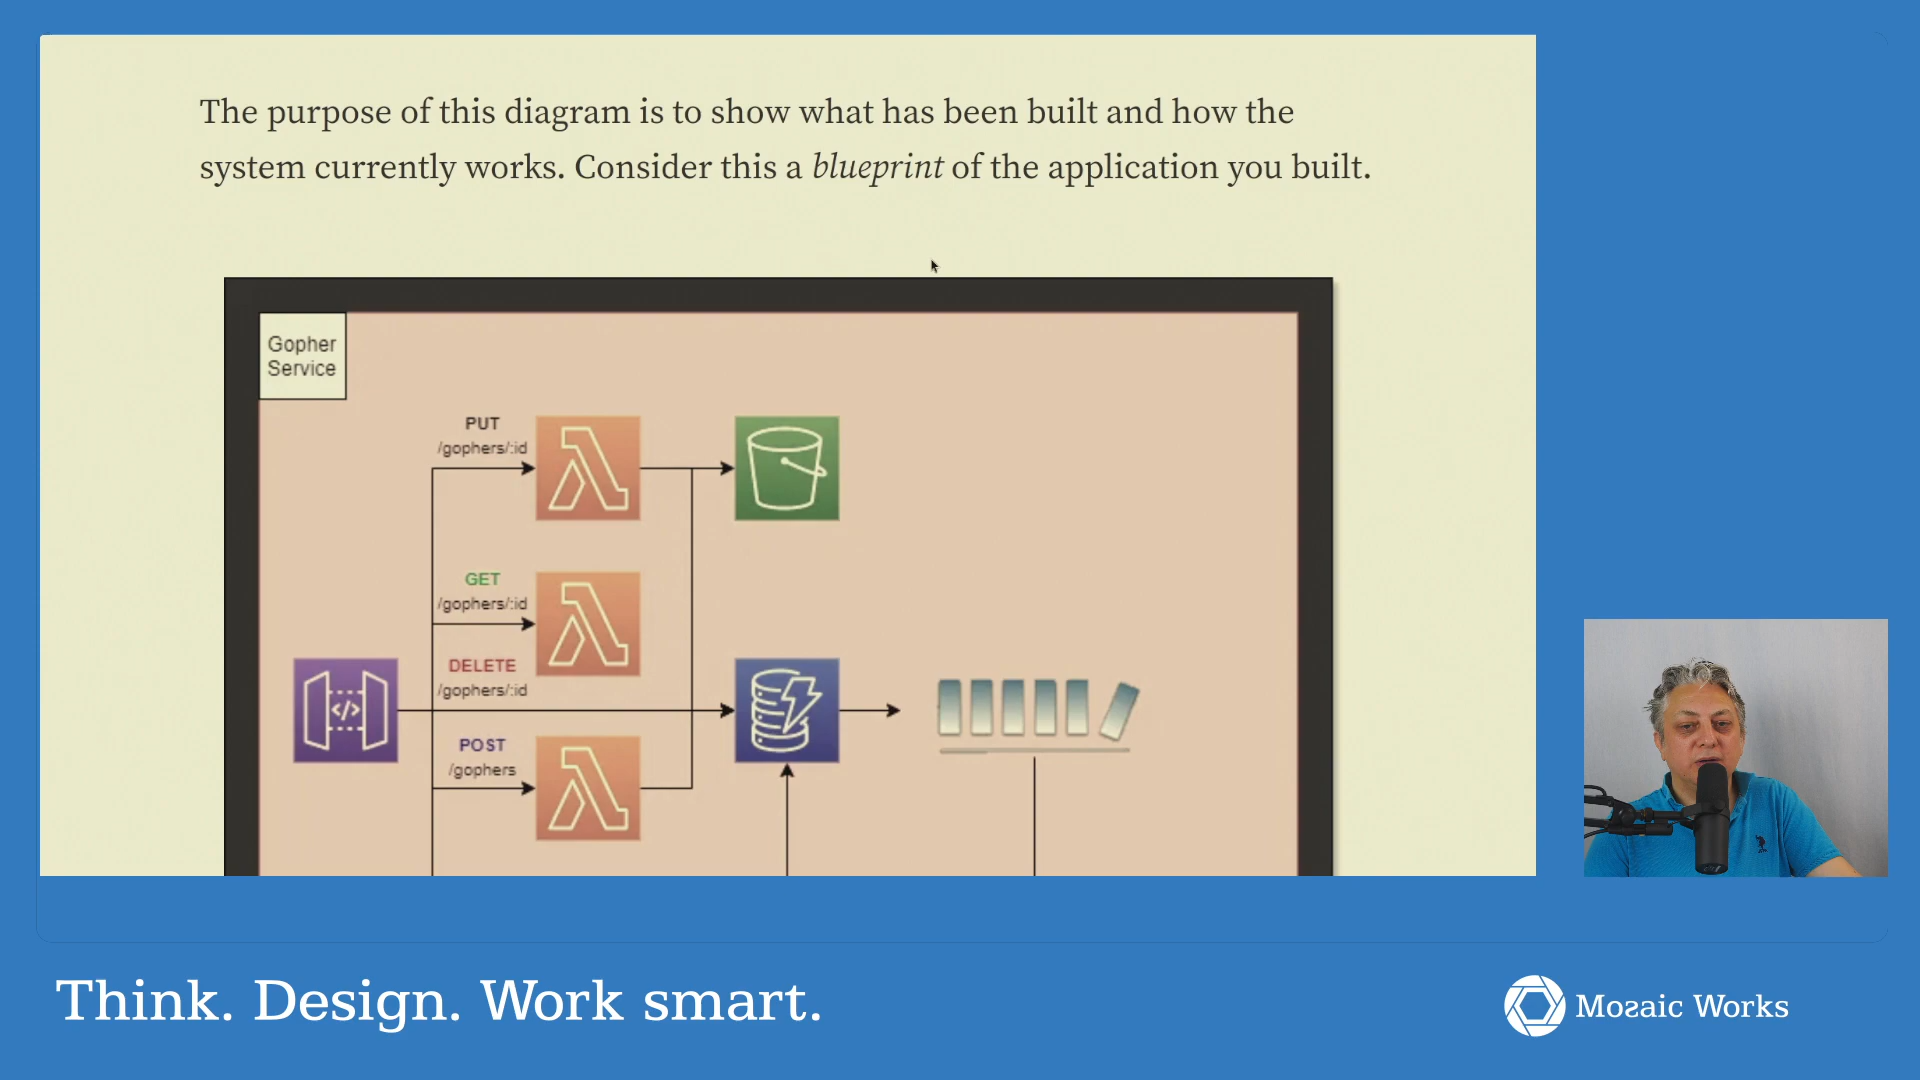 The purpose of this diagram is to show what has been built and how the
system currently works. Consider this a blueprint of the application you built.
Gopher
Service
PUT
/gophers/:id
GET
/gophers/:id
DELETE
/gophers/:id
</>
POST
/gophers
Think. Design. Work smart.
Mozaic Works